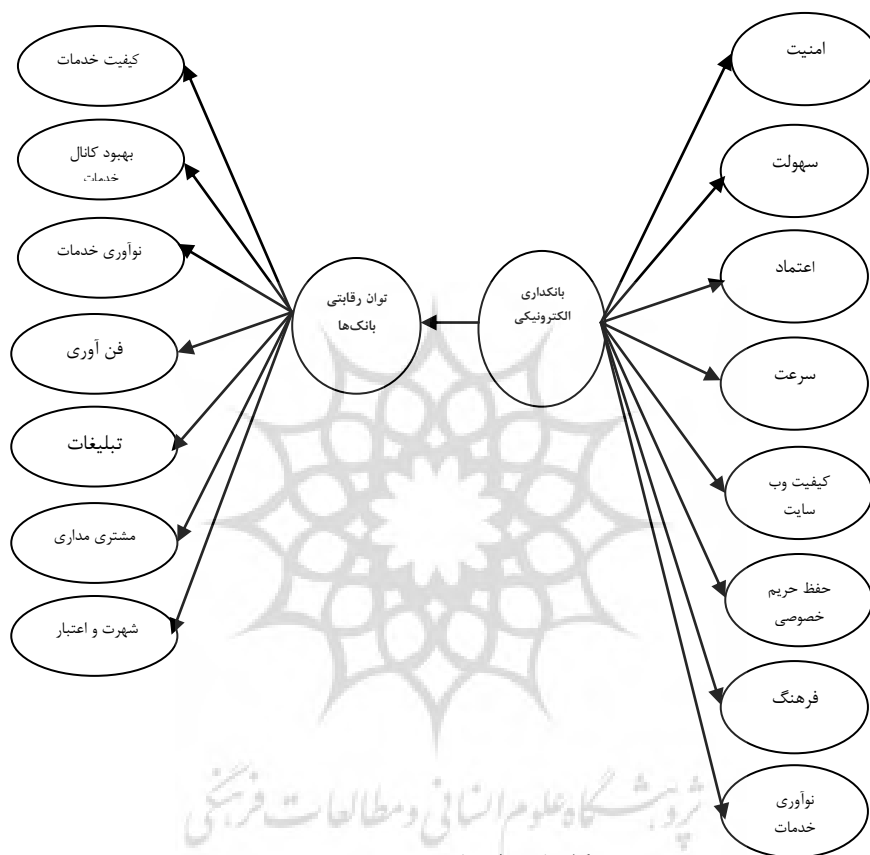 امنیت
سهولت
اعتماد
سرعت
کیفیت وب
سایت
حفظ حریم
خصوصی
فرهنگ
نوآوری
خدمات
بانکداری
الکترونیکی
توان رقابتی
بانک‌ها
کیفیت خدمات
بهبود کانال
خدمات
نوآوری خدمات
فن آوری
تبلیغات
مشتری مداری
شهرت و اعتبار
پژوهشگاه علوم انسانی و مطالعات فرهنگی